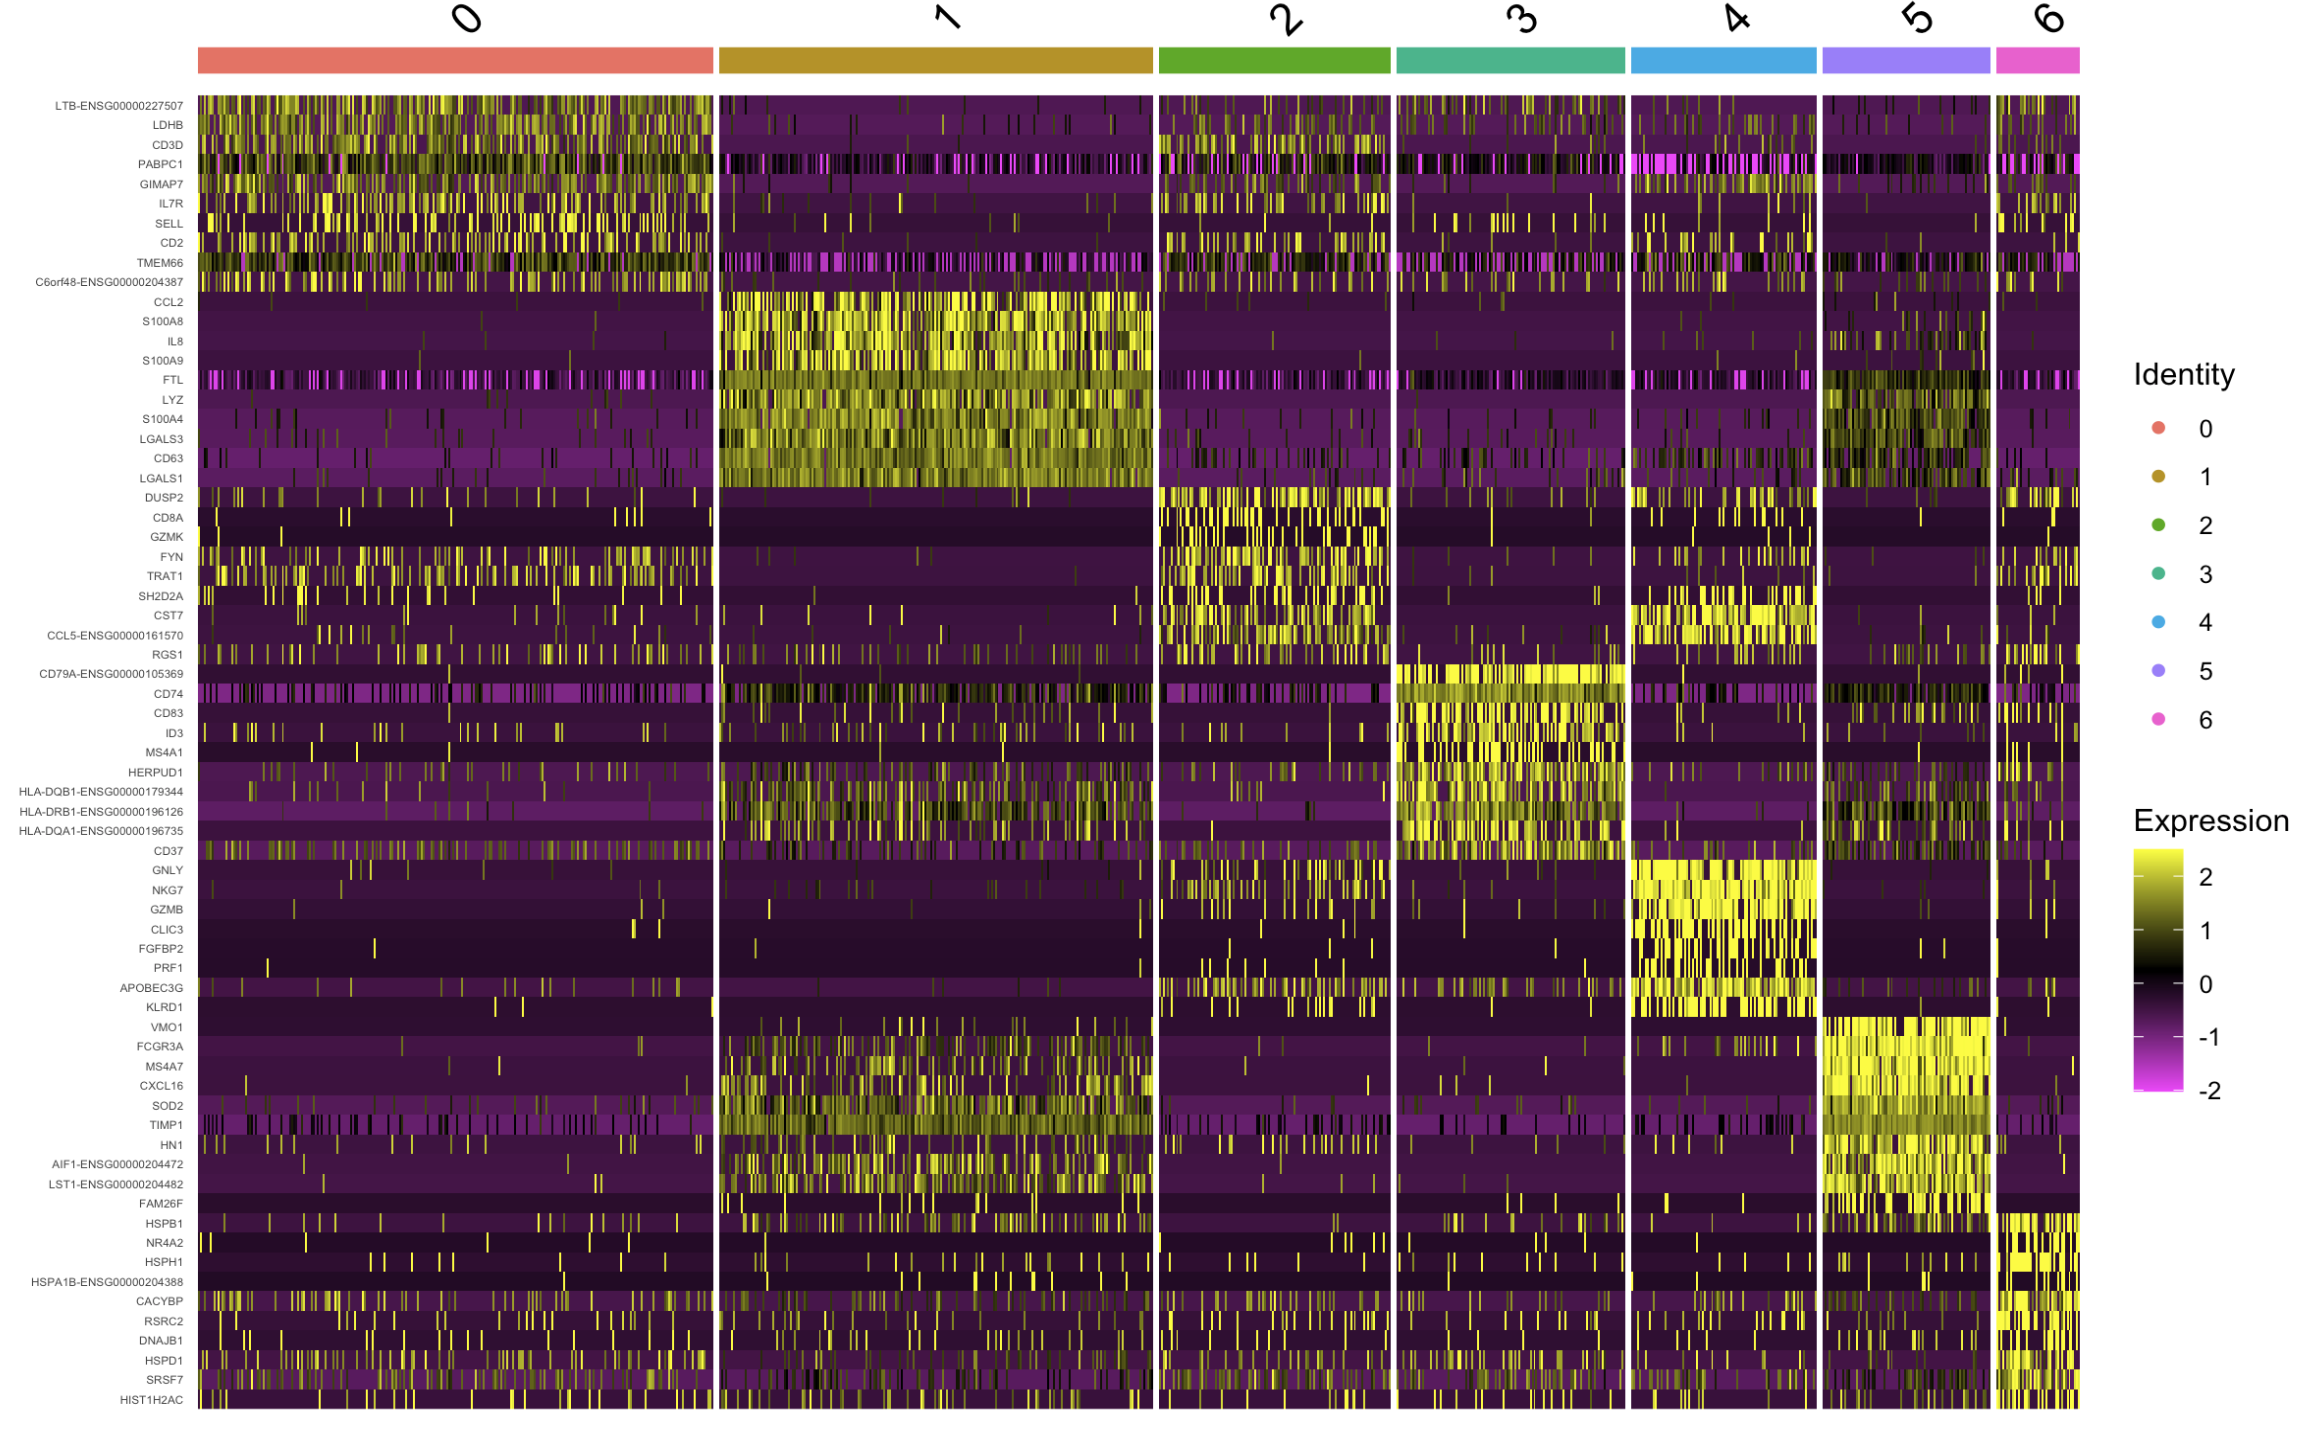 0 1 2 3 4 5 6
LTB-ENSG00000227507
LDHB
CD3D
PABPC1
GIMAP7
IL7R
SELL
CD2
TMEM66
C6orf48-ENSG00000204387
CCL2
S100A8
IL8
S100A9
FTL
LYZ
S100A4
LGALS3
CD63
LGALS1
DUSP2
CD8A
GZMK
FYN
TRAT1
SH2D2A
CST7
CCL5-ENSG00000161570
RGS1
CD79A-ENSG00000105369
CD74
CD83
ID3
MS4A1
HERPUD1
HLA-DQB1-ENSG00000179344
HLA-DRB1-ENSG00000196126
HLA-DQA1-ENSG00000196735
CD37
GNLY
NKG7
GZMB
CLIC3
FGFBP2
PRF1
APOBEC3G
KLRD1
VMO1
FCGR3A
MS4A7
CXCL16
SOD2
TIMP1
HN1
AIF1-ENSG00000204472
LST1-ENSG00000204482
FAM26F
HSPB1
NR4A2
HSPH1
HSPA1B-ENSG00000204388
CACYBP
RSRC2
DNAJB1
HSPD1
SRSF7
HIST1H2AC
Identity
0
1
2
3
4
5
6
Expression
2
1
0
-1
-2